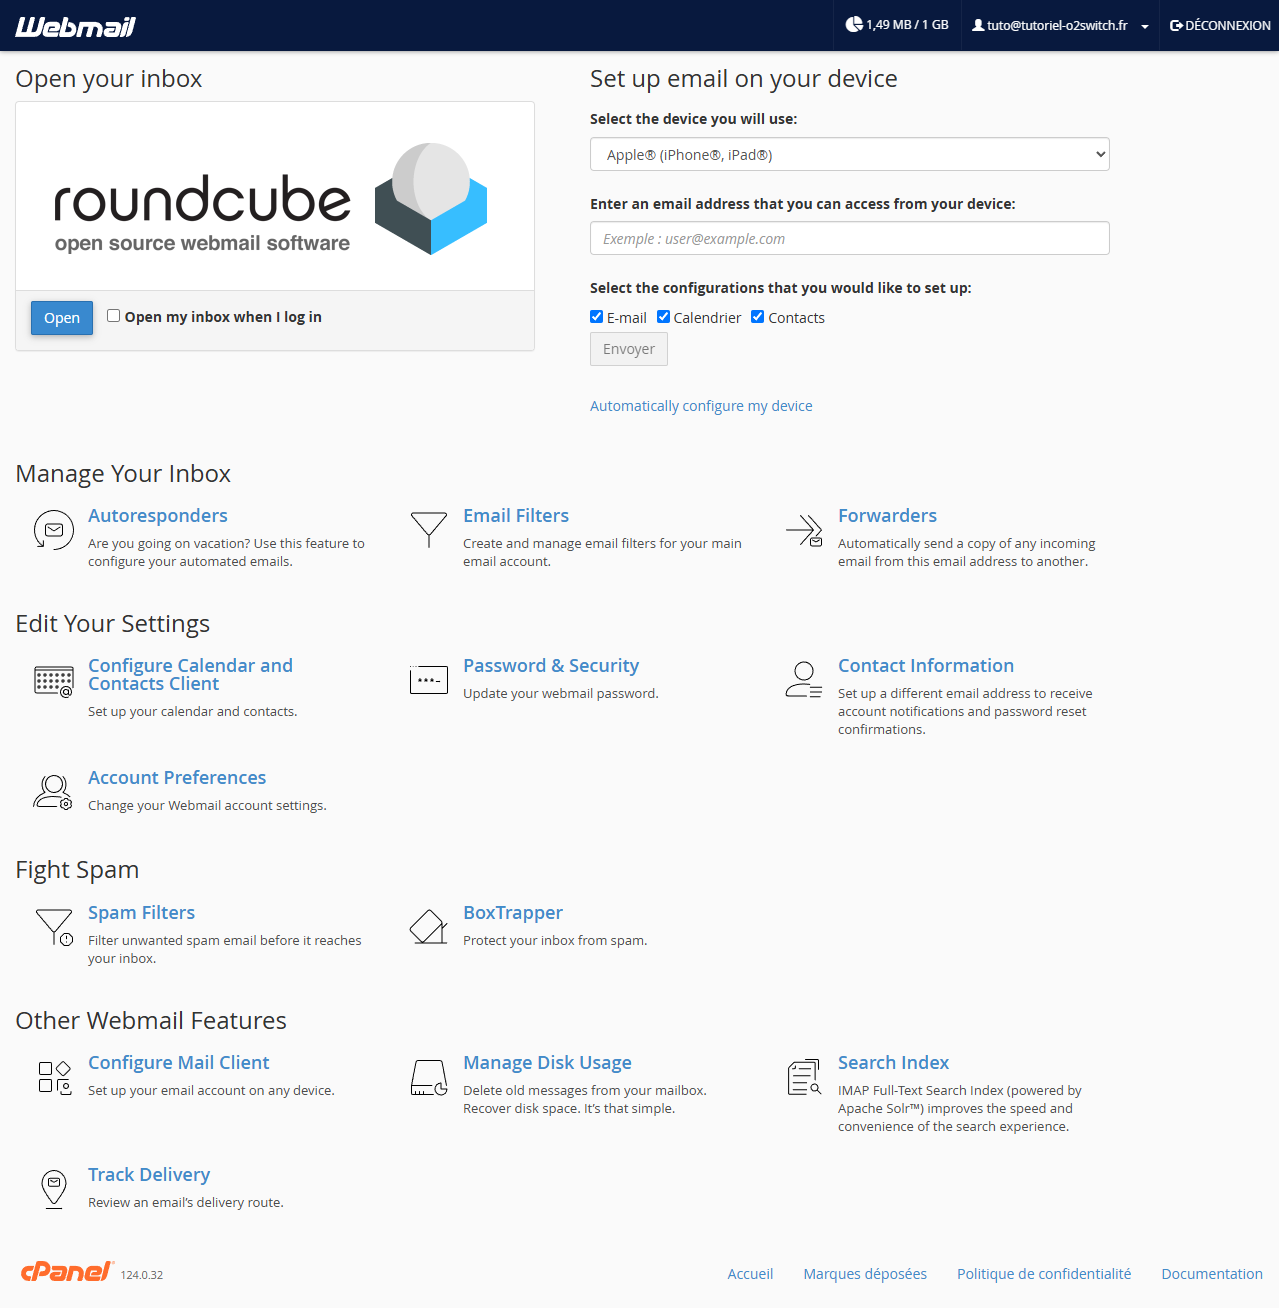 Webmail
1,49 MB / 1 GB
tuto@tutoriel-o2switch.fr
DÉCONNEXION
Open your inbox
roundcube
open source webmail software
Open
Open my inbox when I log in
Set up email on your device
Select the device you will use:
Apple® (iPhone®, iPad®)
Enter an email address that you can access from your device:
Exemple : user@example.com
Select the configurations that you would like to set up:
E-mail Calendrier Contacts
Envoyer
Automatically configure my device
Manage Your Inbox
Autoresponders
Are you going on vacation? Use this feature to
configure your automated emails.
Email Filters
Create and manage email filters for your main
email account.
Forwarders
Automatically send a copy of any incoming
email from this email address to another.
Edit Your Settings
Configure Calendar and
Contacts Client
Set up your calendar and contacts.
Password & Security
Update your webmail password.
Contact Information
Set up a different email address to receive
account notifications and password reset
confirmations.
Account Preferences
Change your Webmail account settings.
Fight Spam
Spam Filters
Filter unwanted spam email before it reaches
your inbox.
BoxTrapper
Protect your inbox from spam.
Other Webmail Features
Configure Mail Client
Set up your email account on any device.
Manage Disk Usage
Delete old messages from your mailbox.
Recover disk space. It’s that simple.
Search Index
IMAP Full-Text Search Index (powered by
Apache Solr™) improves the speed and
convenience of the search experience.
Track Delivery
Review an email’s delivery route.
cPanel® 124.0.32
Accueil
Marques déposées
Politique de confidentialité
Documentation